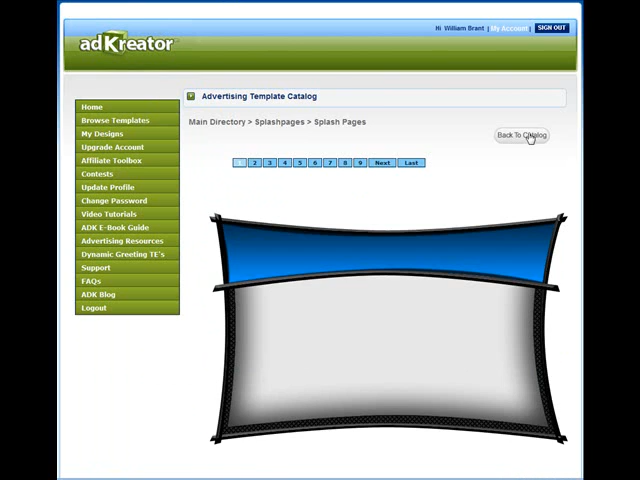 Hi William Brant | My Account | SIGN OUT
adKreator
Advertising Template Catalog
Main Directory > Splashpages > Splash Pages
Back To Catalog
1 2 3 4 5 6 7 8 9 Next Last
Home
Browse Templates
My Designs
Upgrade Account
Affiliate Toolbox
Contests
Update Profile
Change Password
Video Tutorials
ADK E-Book Guide
Advertising Resources
Dynamic Greeting TE's
Support
FAQs
ADK Blog
Logout